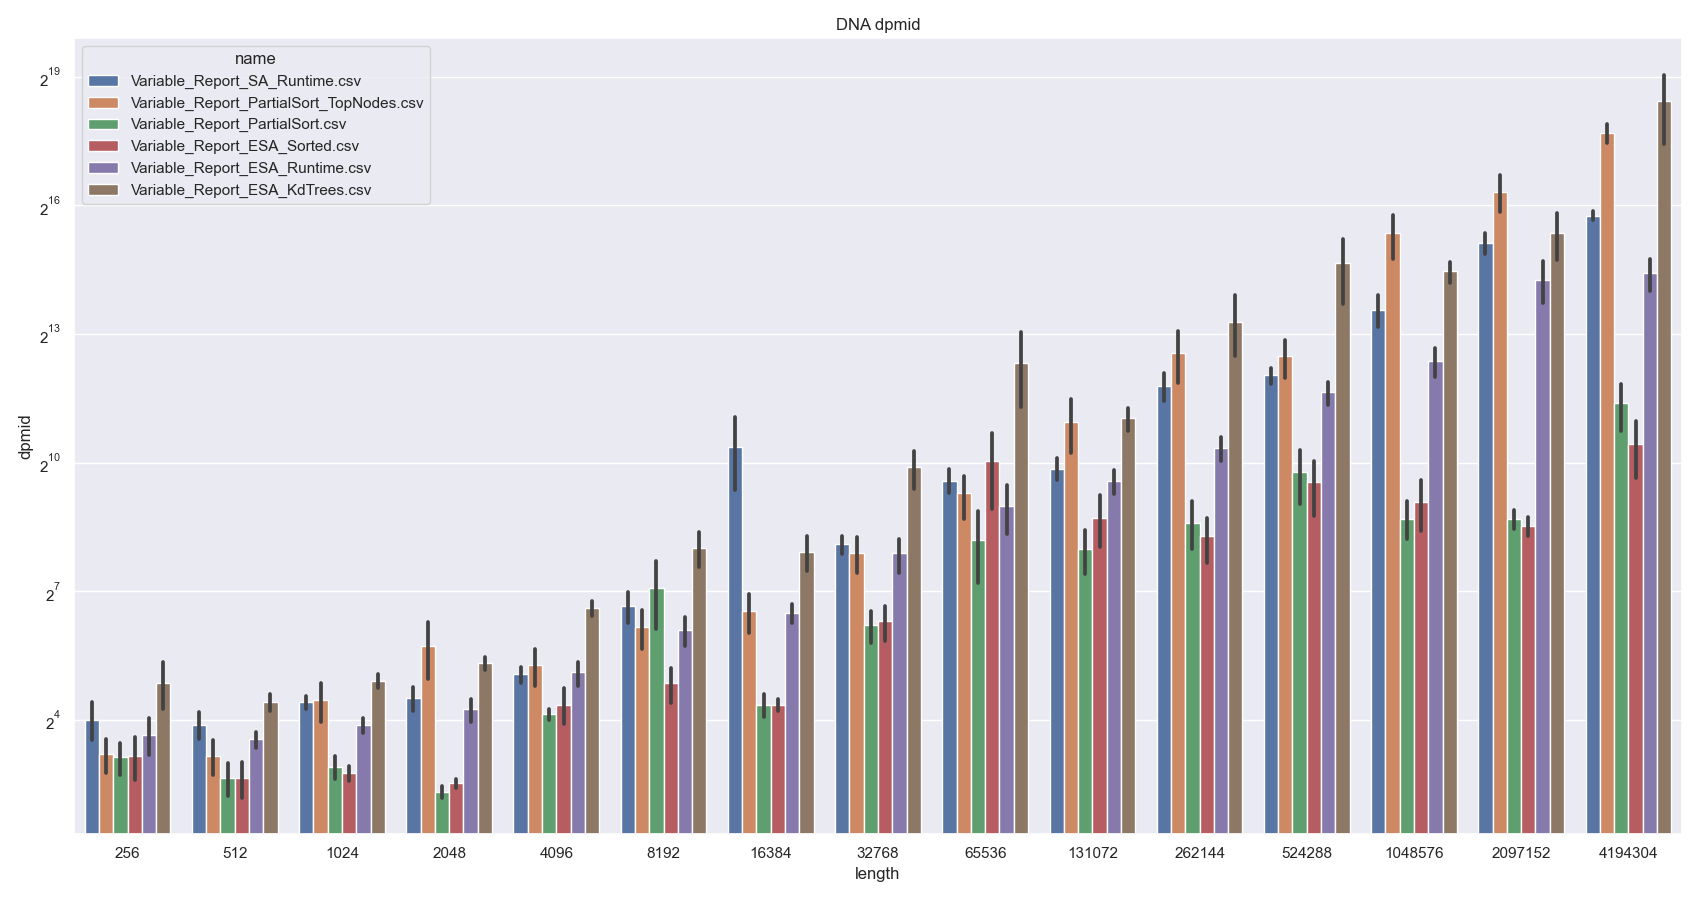 DNA dpmid
name
Variable_Report_SA_Runtime.csv
Variable_Report_PartialSort_TopNodes.csv
Variable_Report_PartialSort.csv
Variable_Report_ESA_Sorted.csv
Variable_Report_ESA_Runtime.csv
Variable_Report_ESA_KdTrees.csv
2^19
2^16
2^13
2^10
2^7
2^4
dpmid
256 512 1024 2048 4096 8192 16384 32768 65536 131072 262144 524288 1048576 2097152 4194304
length